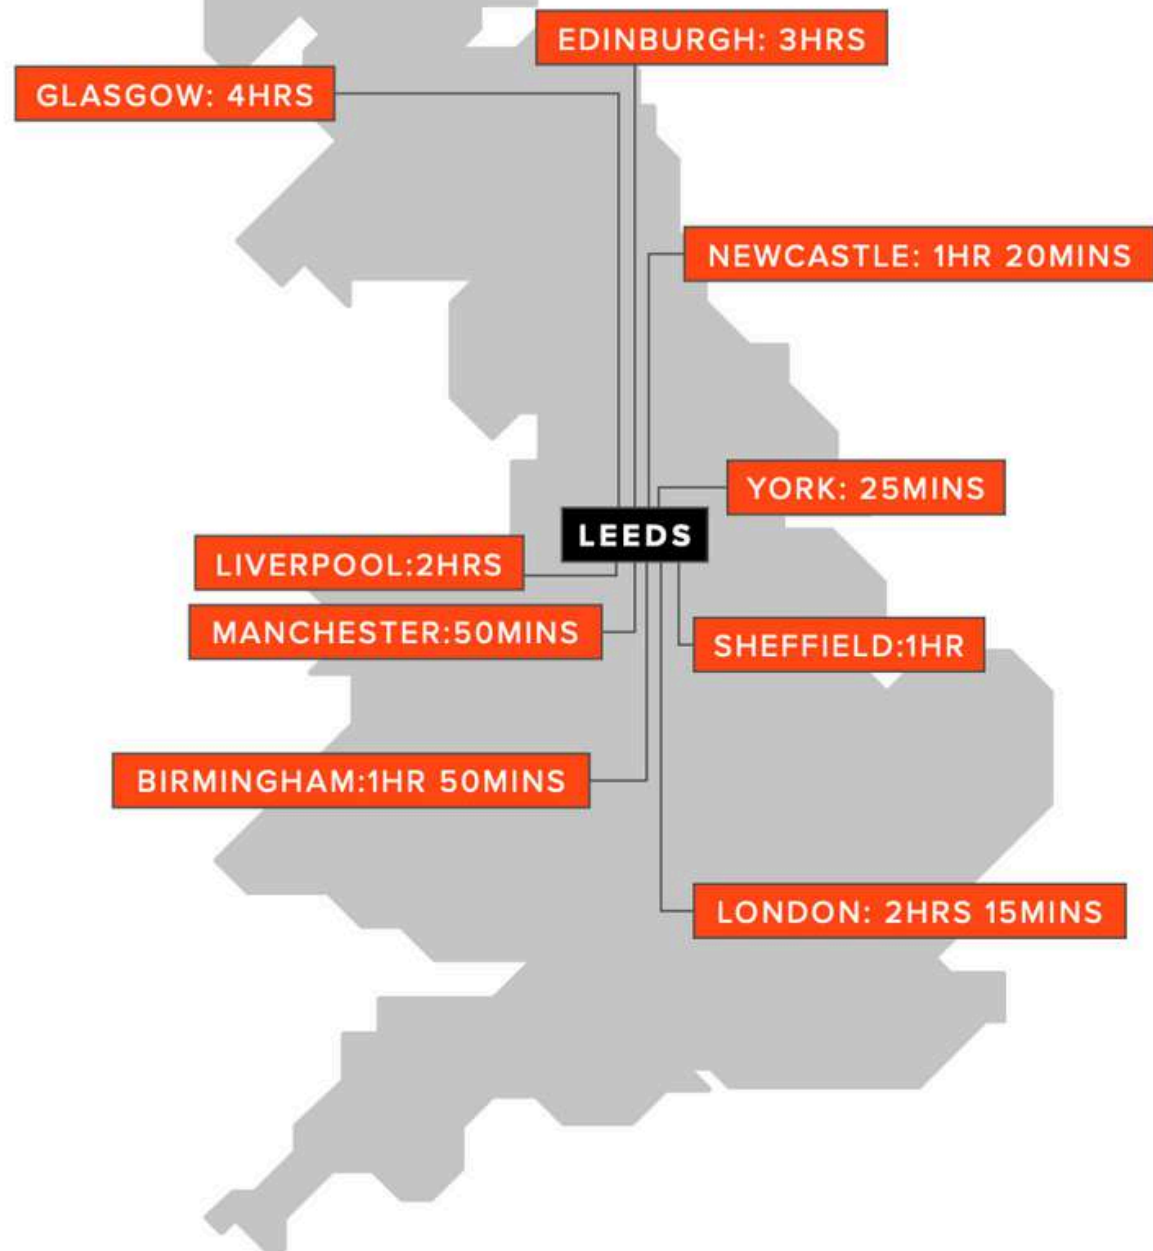 EDINBURGH: 3HRS
GLASGOW: 4HRS
NEWCASTLE: 1HR 20MINS
YORK: 25MINS
LEEDS
LIVERPOOL:2HRS
MANCHESTER:50MINS
SHEFFIELD:1HR
BIRMINGHAM:1HR 50MINS
LONDON: 2HRS 15MINS